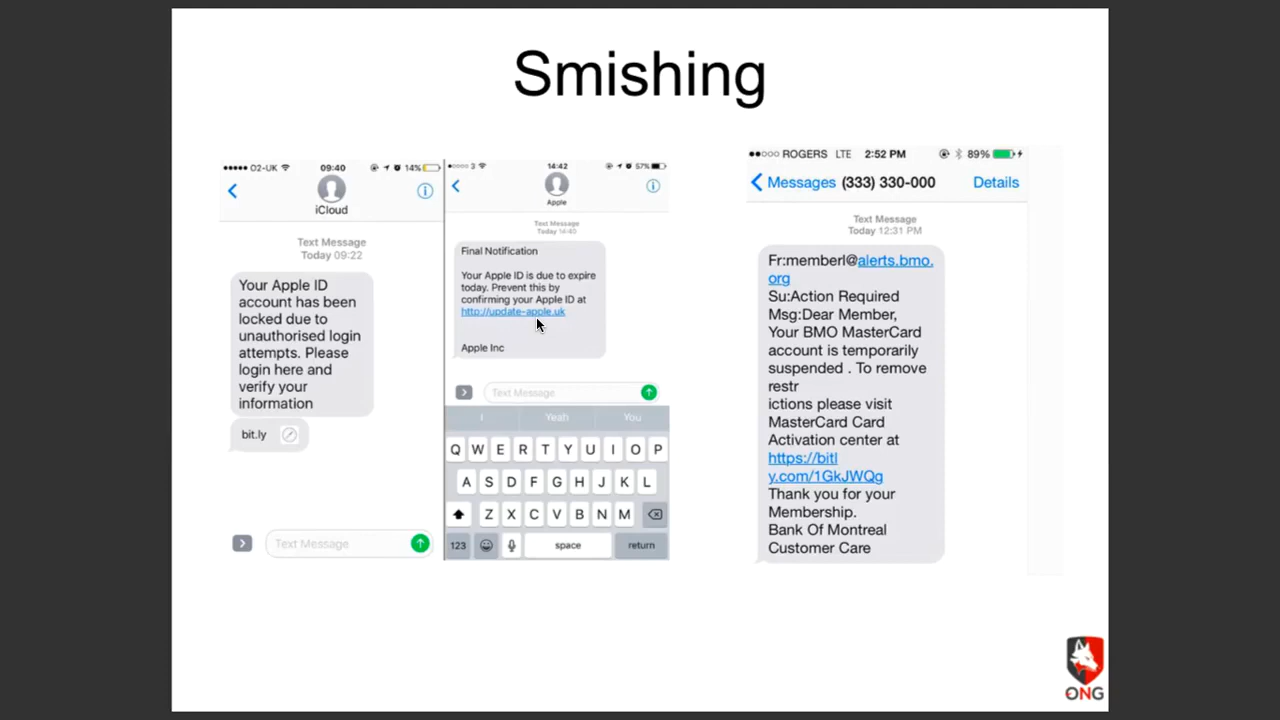 Smishing
O2-UK 09:40 14%
iCloud
Text Message
Today 09:22
Your Apple ID
account has been
locked due to
unauthorised login
attempts. Please
login here and
verify your
information
bit.ly
Text Message
3 14:42 57%
Apple
Text Message
Today 14:40
Final Notification
Your Apple ID is due to expire
today. Prevent this by
confirming your Apple ID at
http://update-apple.uk
Apple Inc
Text Message
i Yeah You
Q W E R T Y U I O P
A S D F G H J K L
Z X C V B N M
123 space return
ROGERS LTE 2:52 PM 89%
Messages (333) 330-000 Details
Text Message
Today 12:31 PM
Fr:memberl@alerts.bmo.
org
Su:Action Required
Msg:Dear Member,
Your BMO MasterCard
account is temporarily
suspended . To remove
restr
ictions please visit
MasterCard Card
Activation center at
https://bitl
y.com/1GkJWQg
Thank you for your
Membership.
Bank Of Montreal
Customer Care
ONG